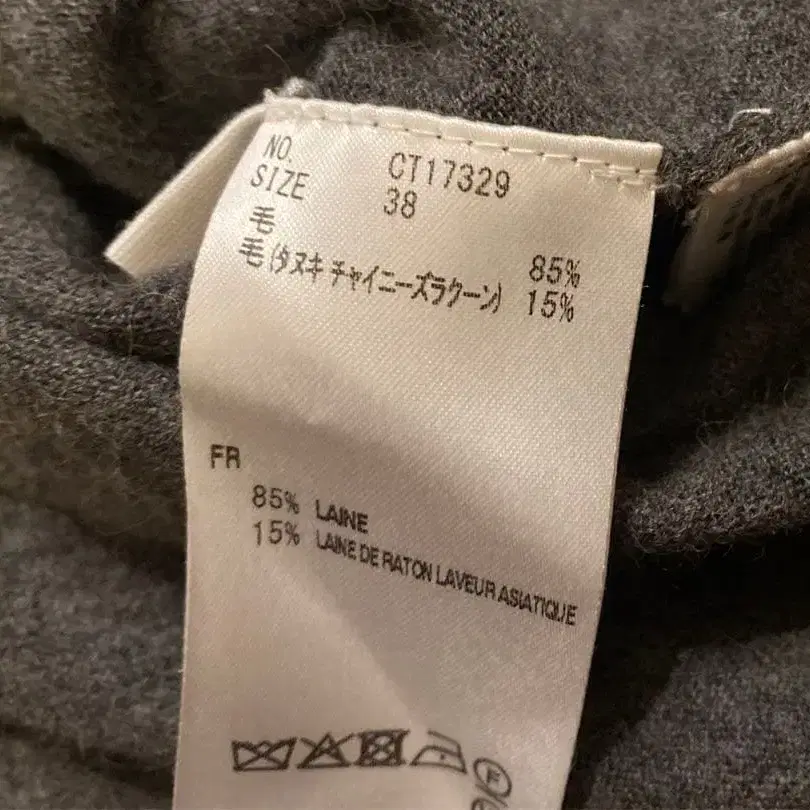 NO. CT17329
SIZE 38
毛 85%
毛(タヌキ チャイニーズラクーン) 15%
FR
85% LAINE
15% LAINE DE RATON LAVEUR ASIATIQUE
F